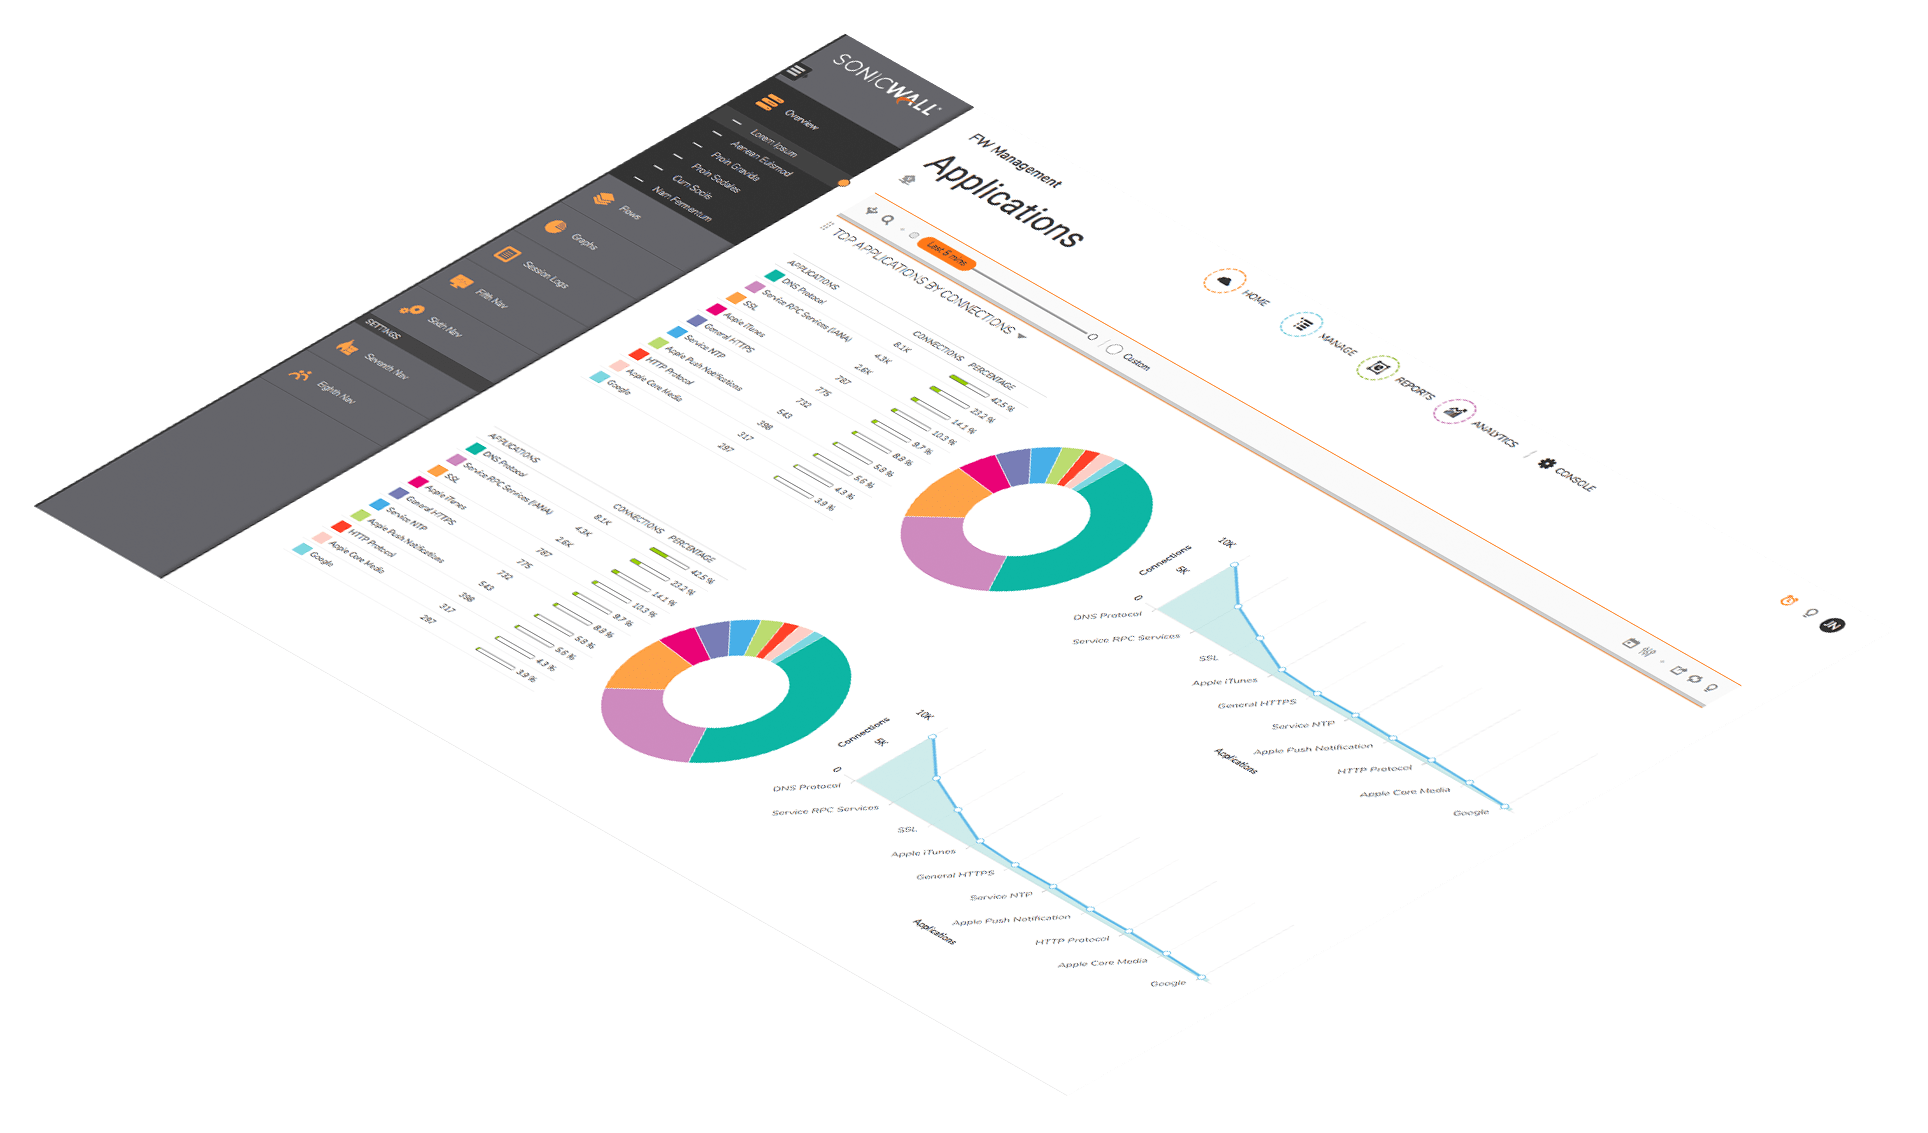 SONICWALL
Overview
Lorem Ipsum
Aenean Euismod
Proin Gravida
Proin Sodales
Cum Sociis
Nam Fermentum
Flows
Graphs
Session Logs
Fifth Nav
Sixth Nav
SETTINGS
Seventh Nav
Eighth Nav
FW Management
Applications
HOME
MANAGE
REPORTS
ANALYTICS
/
CONSOLE
JN
Last 5 mins
/ Custom
TOP APPLICATIONS BY CONNECTIONS
APPLICATIONS CONNECTIONS PERCENTAGE
DNS Protocol 8.1K 42.5 %
Service RPC Services (IANA) 4.3K 23.2 %
SSL 2.6K 14.1 %
Apple iTunes 787 10.3 %
General HTTPS 775 9.7 %
Service NTP 732 8.8 %
Apple Push Notifications 543 5.8 %
HTTP Protocol 398 5.6 %
Apple Core Media 317 4.3 %
Google 297 3.9 %
Connections
10K
5K
0
DNS Protocol
Service RPC Services
SSL
Apple iTunes
General HTTPS
Service NTP
Apple Push Notification
HTTP Protocol
Apple Core Media
Google
Applications
APPLICATIONS CONNECTIONS PERCENTAGE
DNS Protocol 8.1K 42.5 %
Service RPC Services (IANA) 4.3K 23.2 %
SSL 2.6K 14.1 %
Apple iTunes 787 10.3 %
General HTTPS 775 9.7 %
Service NTP 732 8.8 %
Apple Push Notifications 543 5.8 %
HTTP Protocol 398 5.6 %
Apple Core Media 317 4.3 %
Google 297 3.9 %
Connections
10K
5K
0
DNS Protocol
Service RPC Services
SSL
Apple iTunes
General HTTPS
Service NTP
Apple Push Notification
HTTP Protocol
Apple Core Media
Google
Applications